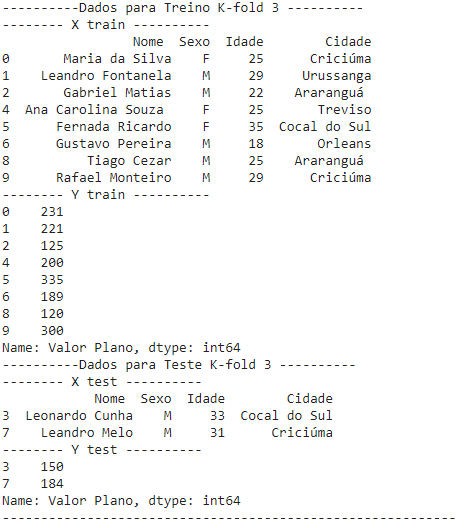 ----------Dados para Treino K-fold 3 ----------
-------- X train ----------
                 Nome  Sexo  Idade        Cidade
0       Maria da Silva    F     25      Criciúma
1    Leandro Fontanela    M     29     Urussanga
2       Gabriel Matias    M     22    Araranguá
4  Ana Carolina Souza     F     25       Treviso
5      Fernada Ricardo    F     35  Cocal do Sul
6      Gustavo Pereira    M     18       Orleans
8          Tiago Cezar    M     25    Araranguá
9      Rafael Monteiro    M     29      Criciúma
-------- Y train ----------
0    231
1    221
2    125
4    200
5    335
6    189
8    120
9    300
Name: Valor Plano, dtype: int64
----------Dados para Teste K-fold 3 ----------
-------- X test ----------
            Nome  Sexo  Idade        Cidade
3  Leonardo Cunha    M     33  Cocal do Sul
7    Leandro Melo    M     31      Criciúma
-------- Y test ----------
3    150
7    184
Name: Valor Plano, dtype: int64
-----------------------------------------------------------